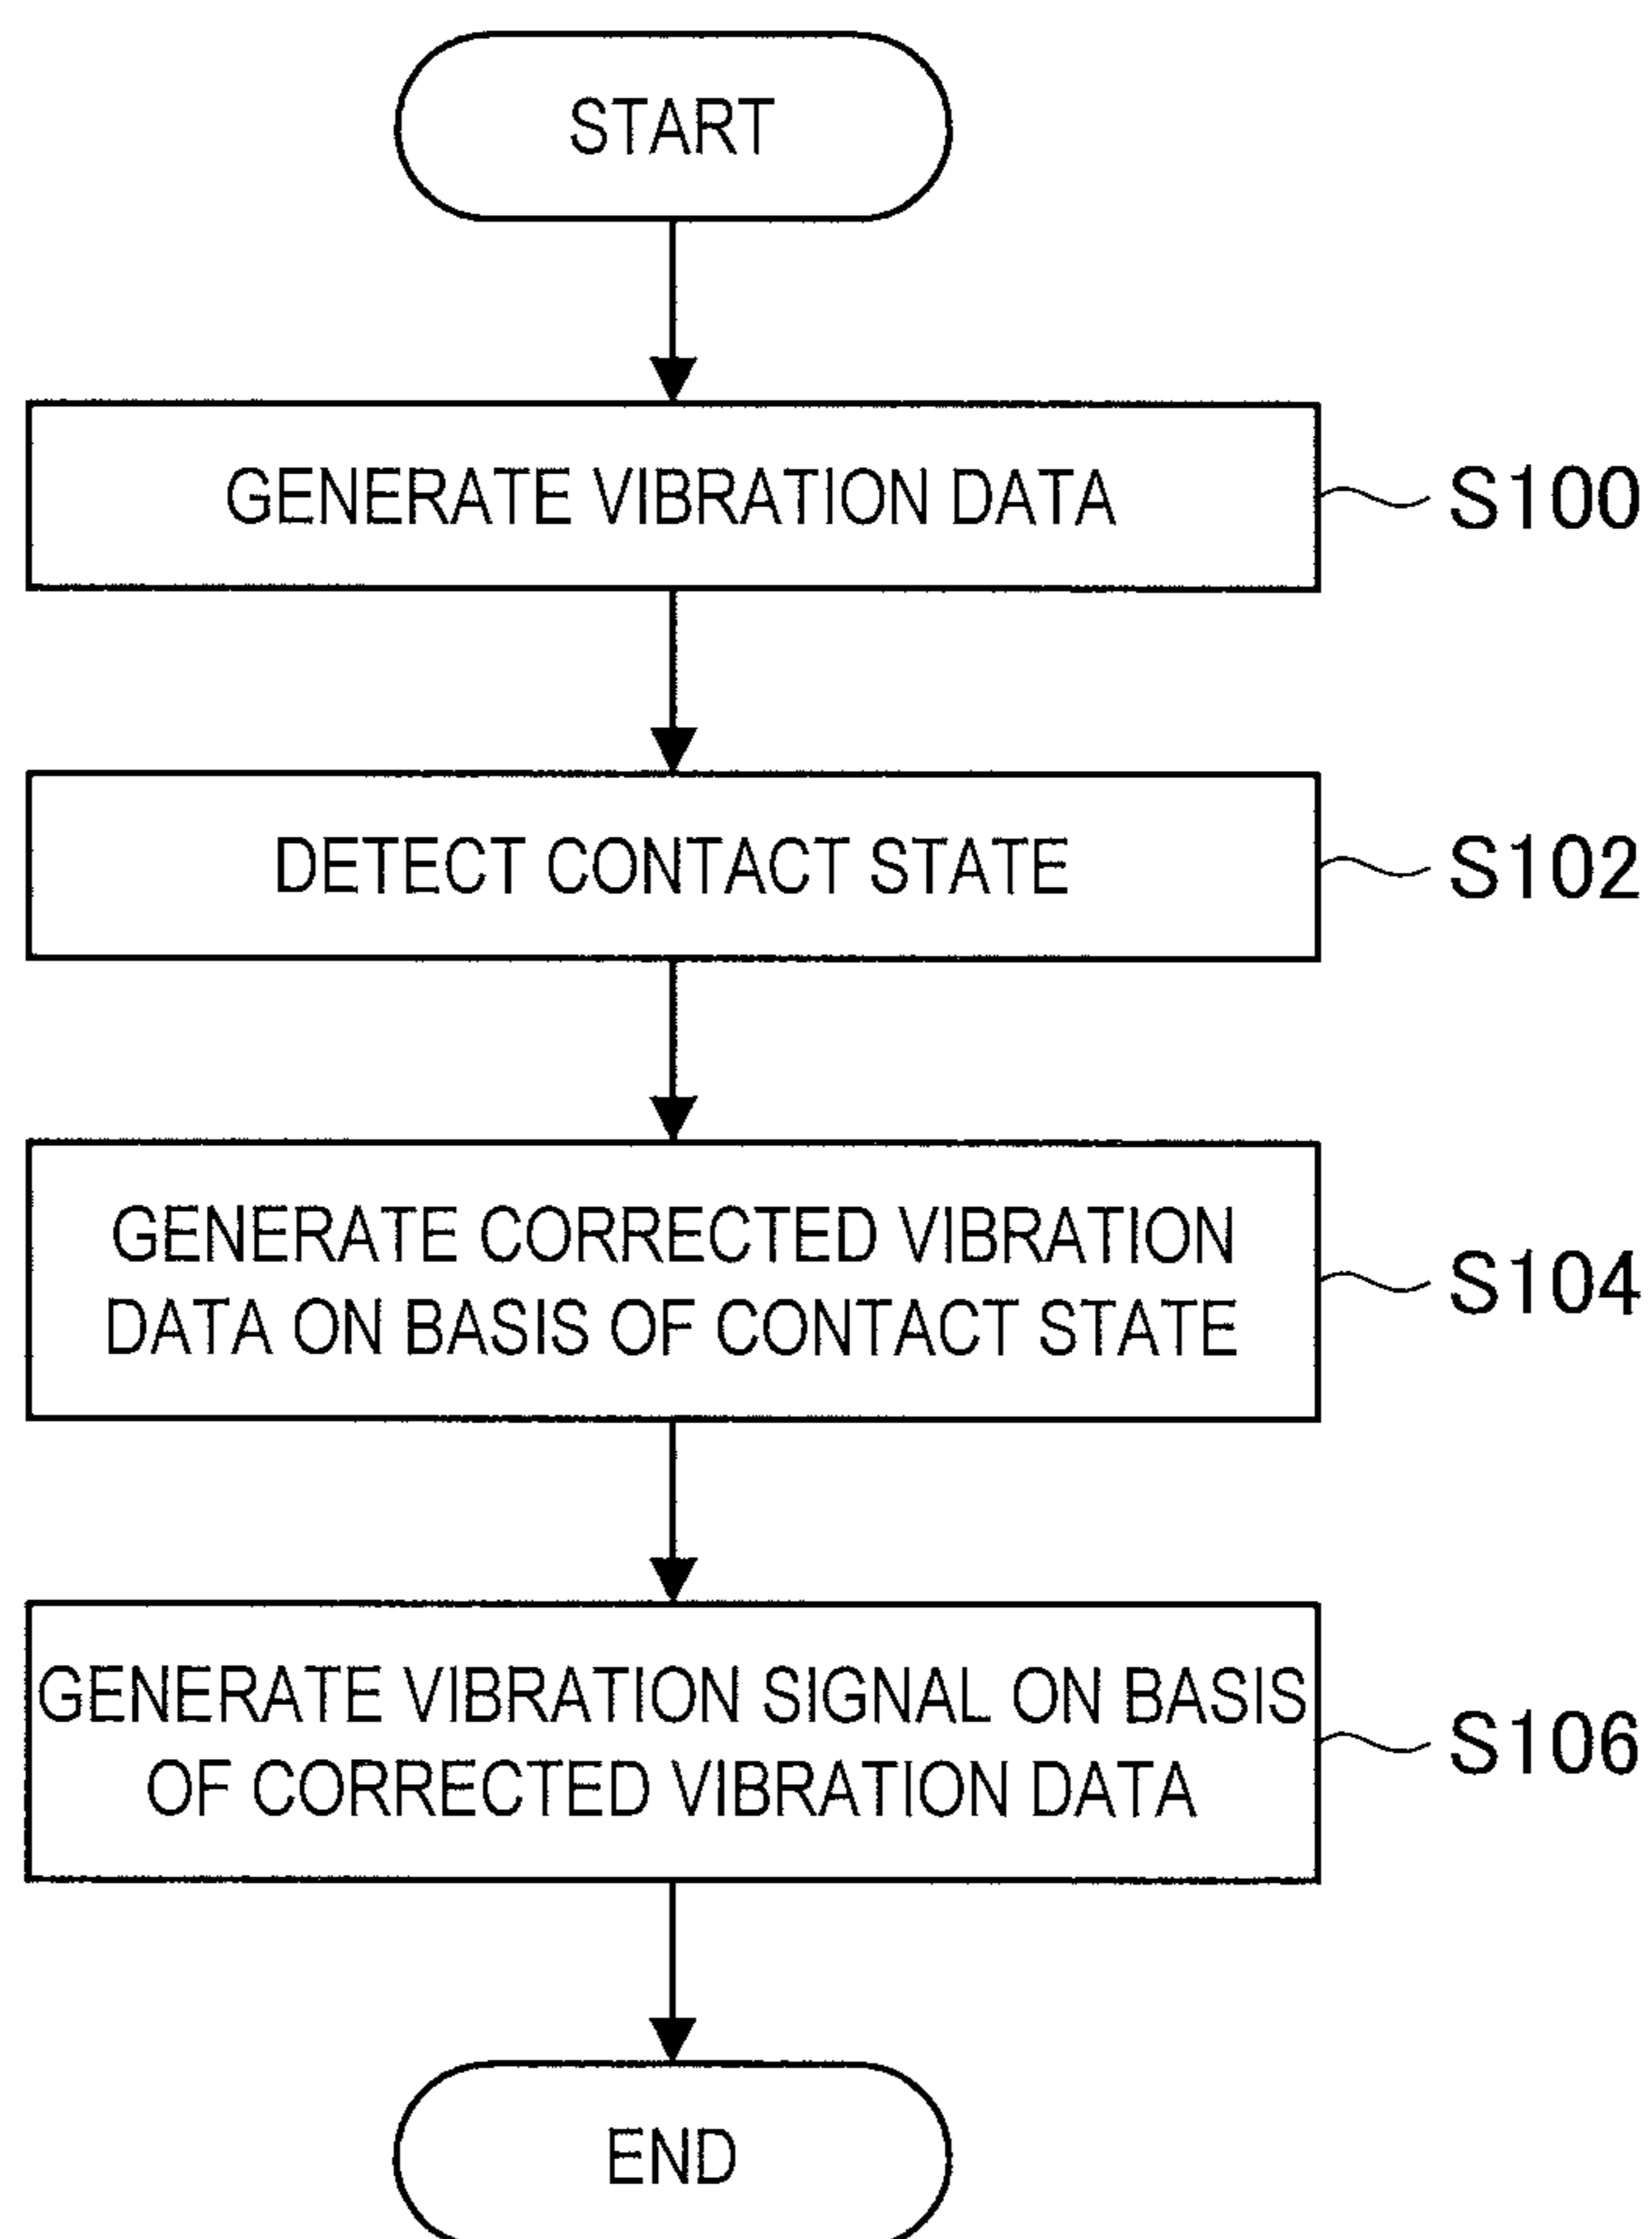 START
GENERATE VIBRATION DATA
S100
DETECT CONTACT STATE
S102
GENERATE CORRECTED VIBRATION
DATA ON BASIS OF CONTACT STATE
S104
GENERATE VIBRATION SIGNAL ON BASIS
OF CORRECTED VIBRATION DATA
S106
END